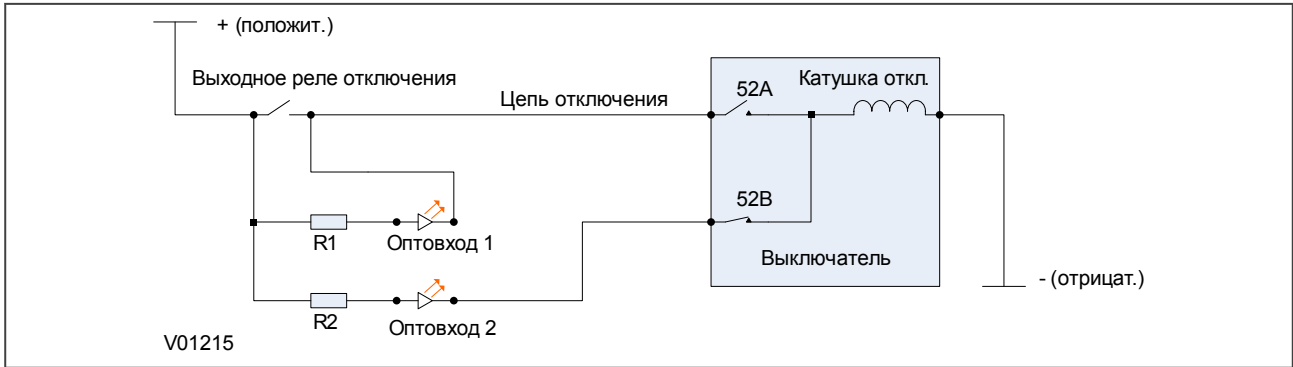 + (положит.)
Выходное реле отключения
Цепь отключения
52A
Катушка откл.
52B
R1
Оптовход 1
Выключатель
- (отрицат.)
R2
Оптовход 2
V01215